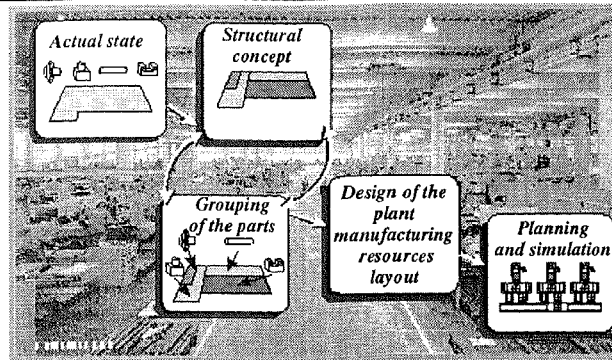 Actual state
Structural
concept
Grouping
of the parts
Design of the
plant
manufacturing
resources
layout
Planning
and simulation